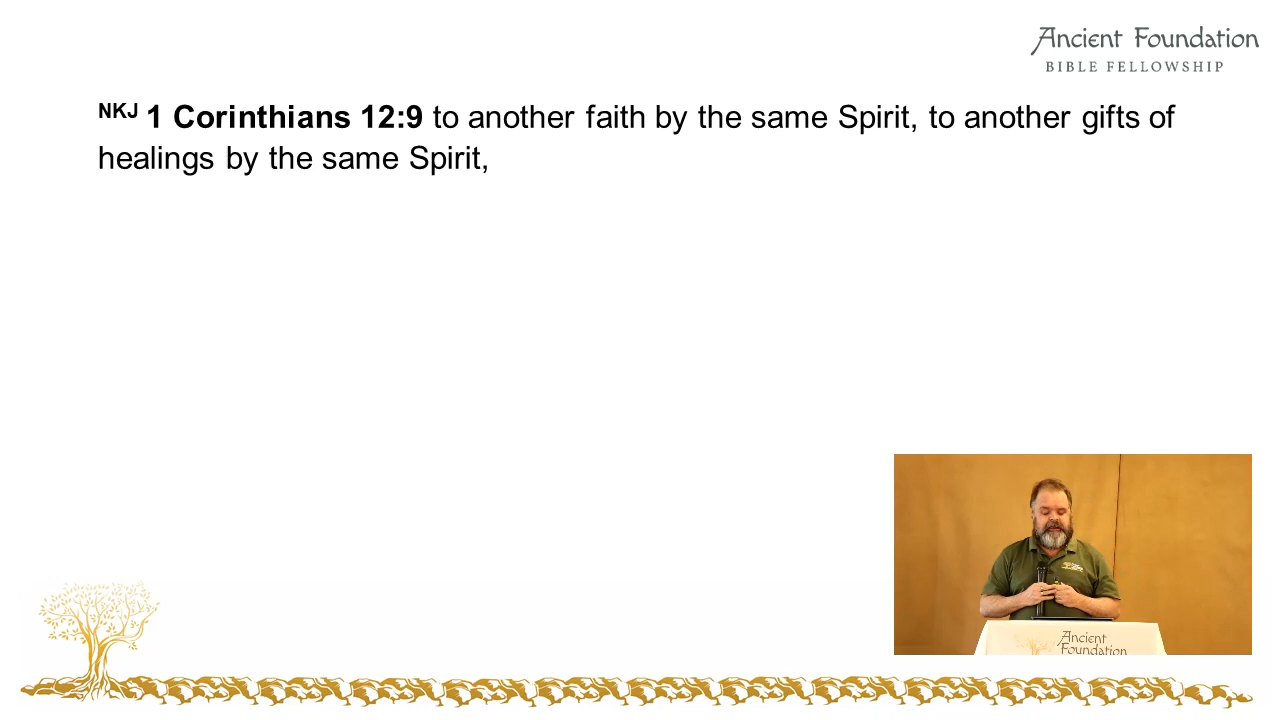 Ancient Foundation
BIBLE FELLOWSHIP
NKJ 1 Corinthians 12:9 to another faith by the same Spirit, to another gifts of
healings by the same Spirit,
Ancient
Foundation